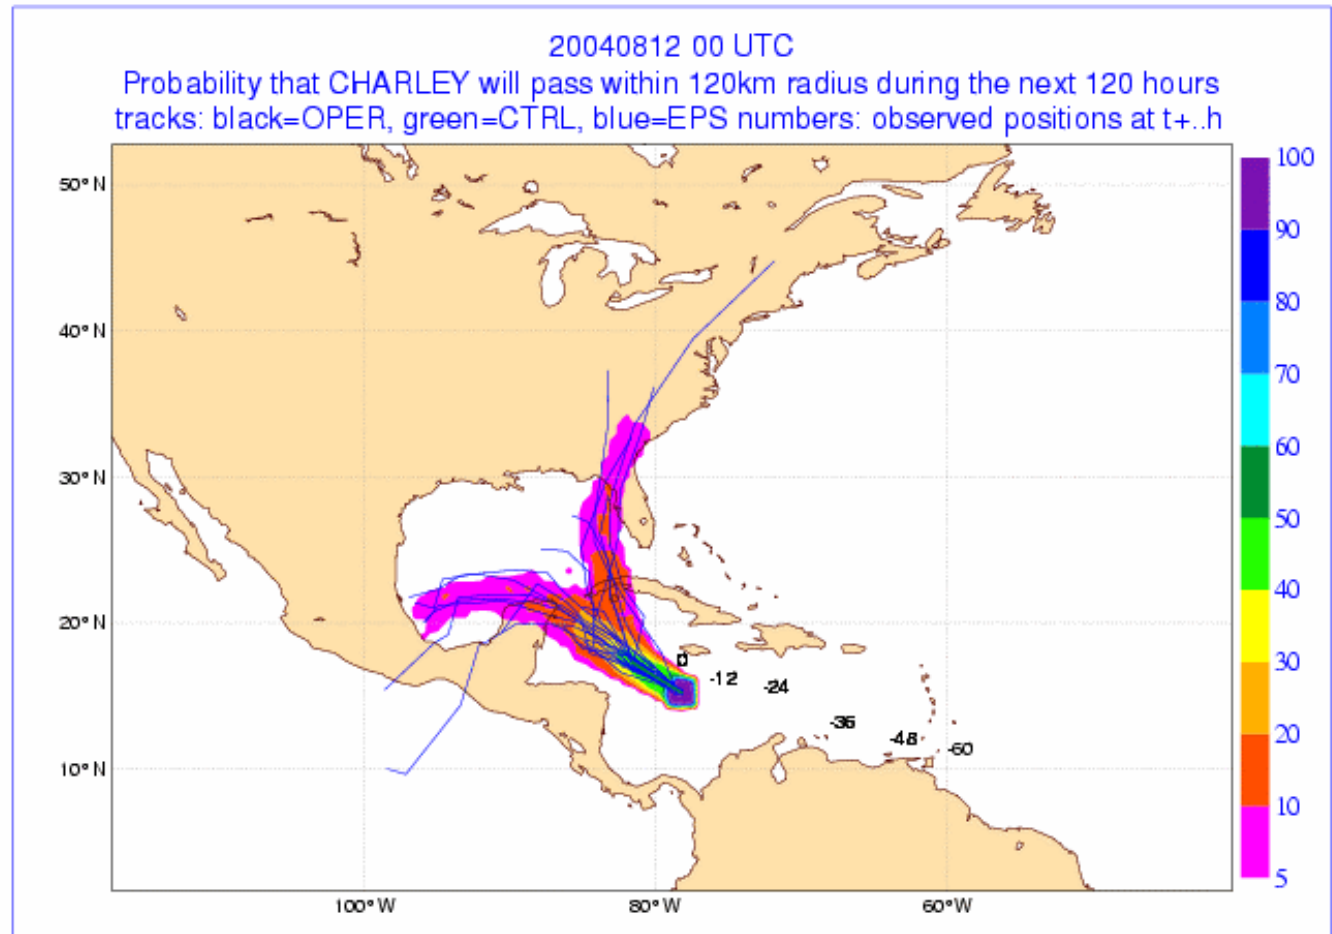 20040812 00 UTC
Probability that CHARLEY will pass within 120km radius during the next 120 hours
tracks: black=OPER, green=CTRL, blue=EPS numbers: observed positions at t+..h
50°N
40°N
30°N
20°N
10°N
0
-12
-24
-36
-48
-60
100°W
80°W
60°W
100
90
80
70
60
50
40
30
20
10
5